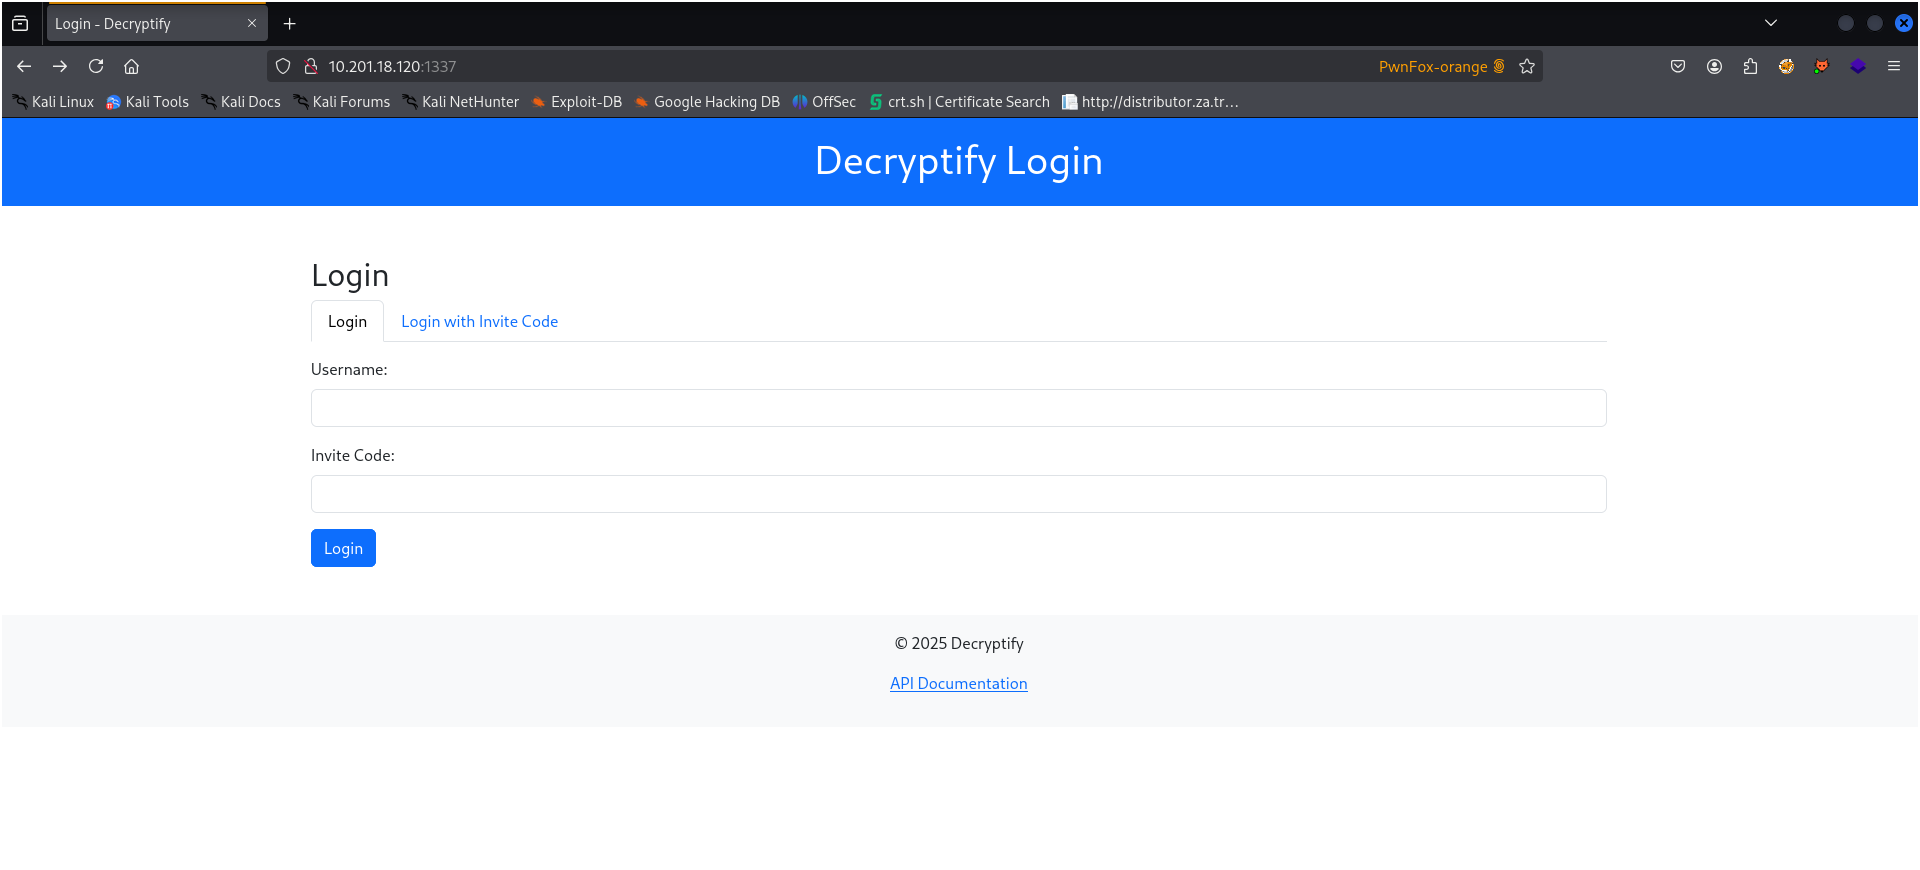 Login - Decryptify
10.201.18.120:1337 PwnFox-orange
Kali Linux Kali Tools Kali Docs Kali Forums Kali NetHunter Exploit-DB Google Hacking DB OffSec crt.sh | Certificate Search http://distributor.za.tr...
Decryptify Login
Login
Login Login with Invite Code
Username:
Invite Code:
Login
© 2025 Decryptify
API Documentation